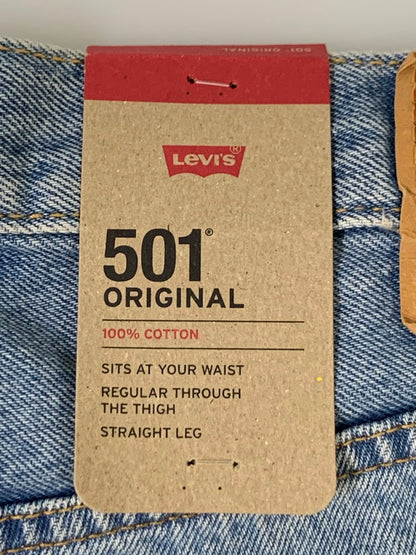 501® ORIGINAL
LEVI'S®
501®
ORIGINAL
100% COTTON
SITS AT YOUR WAIST
REGULAR THROUGH
THE THIGH
STRAIGHT LEG